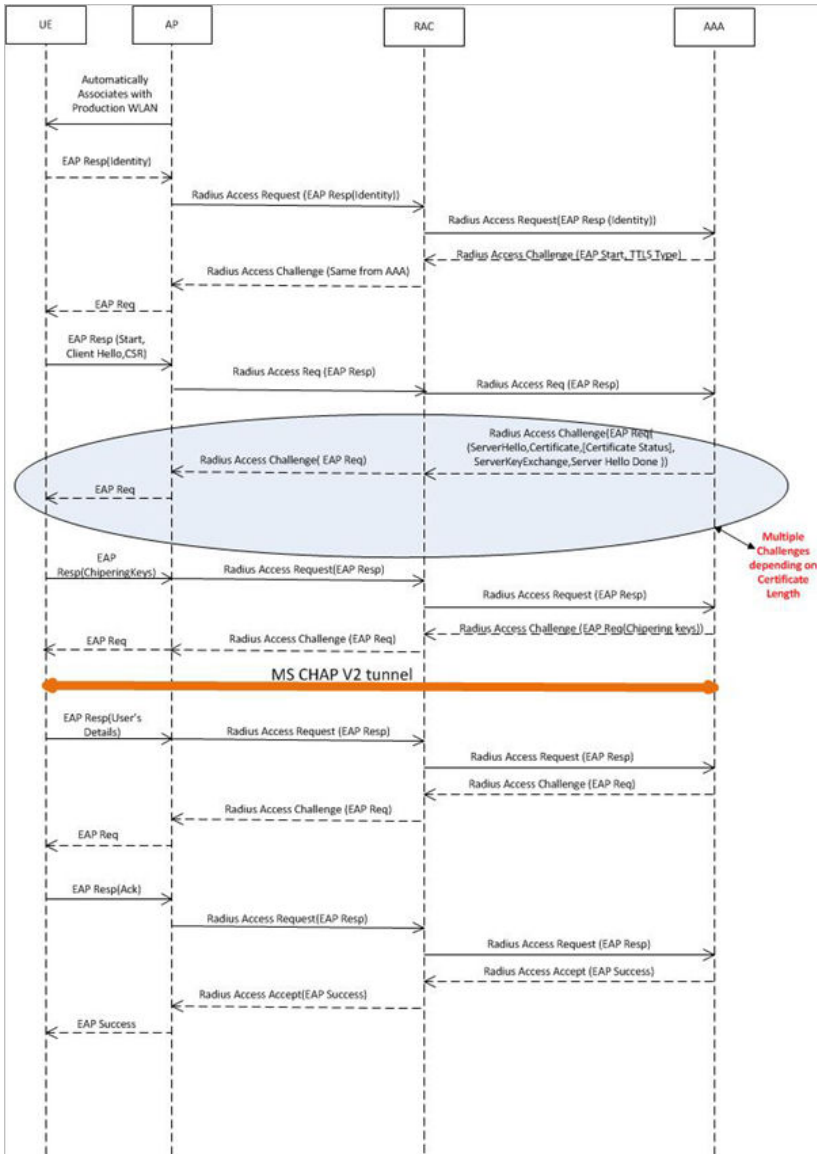 UE
AP
RAC
AAA
Automatically
Associates with
Production WLAN
EAP Resp(Identity)
Radius Access Request (EAP Resp(Identity))
Radius Access Request(EAP Resp (Identity))
Radius Access Challenge (EAP Start, TTLS Type)
Radius Access Challenge (Same from AAA)
EAP Req
EAP Resp (Start,
Client Hello,CSR)
Radius Access Req (EAP Resp)
Radius Access Req (EAP Resp)
Radius Access Challenge(EAP Req(
(ServerHello,Certificate,[Certificate Status],
ServerKeyExchange,Server Hello Done ))
Radius Access Challenge( EAP Req)
EAP Req
Multiple
Challenges
depending on
Certificate
Length
EAP
Resp(ChiperingKeys)
Radius Access Request(EAP Resp)
Radius Access Request (EAP Resp)
Radius Access Challenge (EAP Req(Chipering keys))
Radius Access Challenge (EAP Req)
EAP Req
MS CHAP V2 tunnel
EAP Resp(User's
Details)
Radius Access Request (EAP Resp)
Radius Access Request (EAP Resp)
Radius Access Challenge (EAP Req)
Radius Access Challenge (EAP Req)
EAP Req
EAP Resp(Ack)
Radius Access Request(EAP Resp)
Radius Access Request (EAP Resp)
Radius Access Accept (EAP Success)
Radius Access Accept(EAP Success)
EAP Success